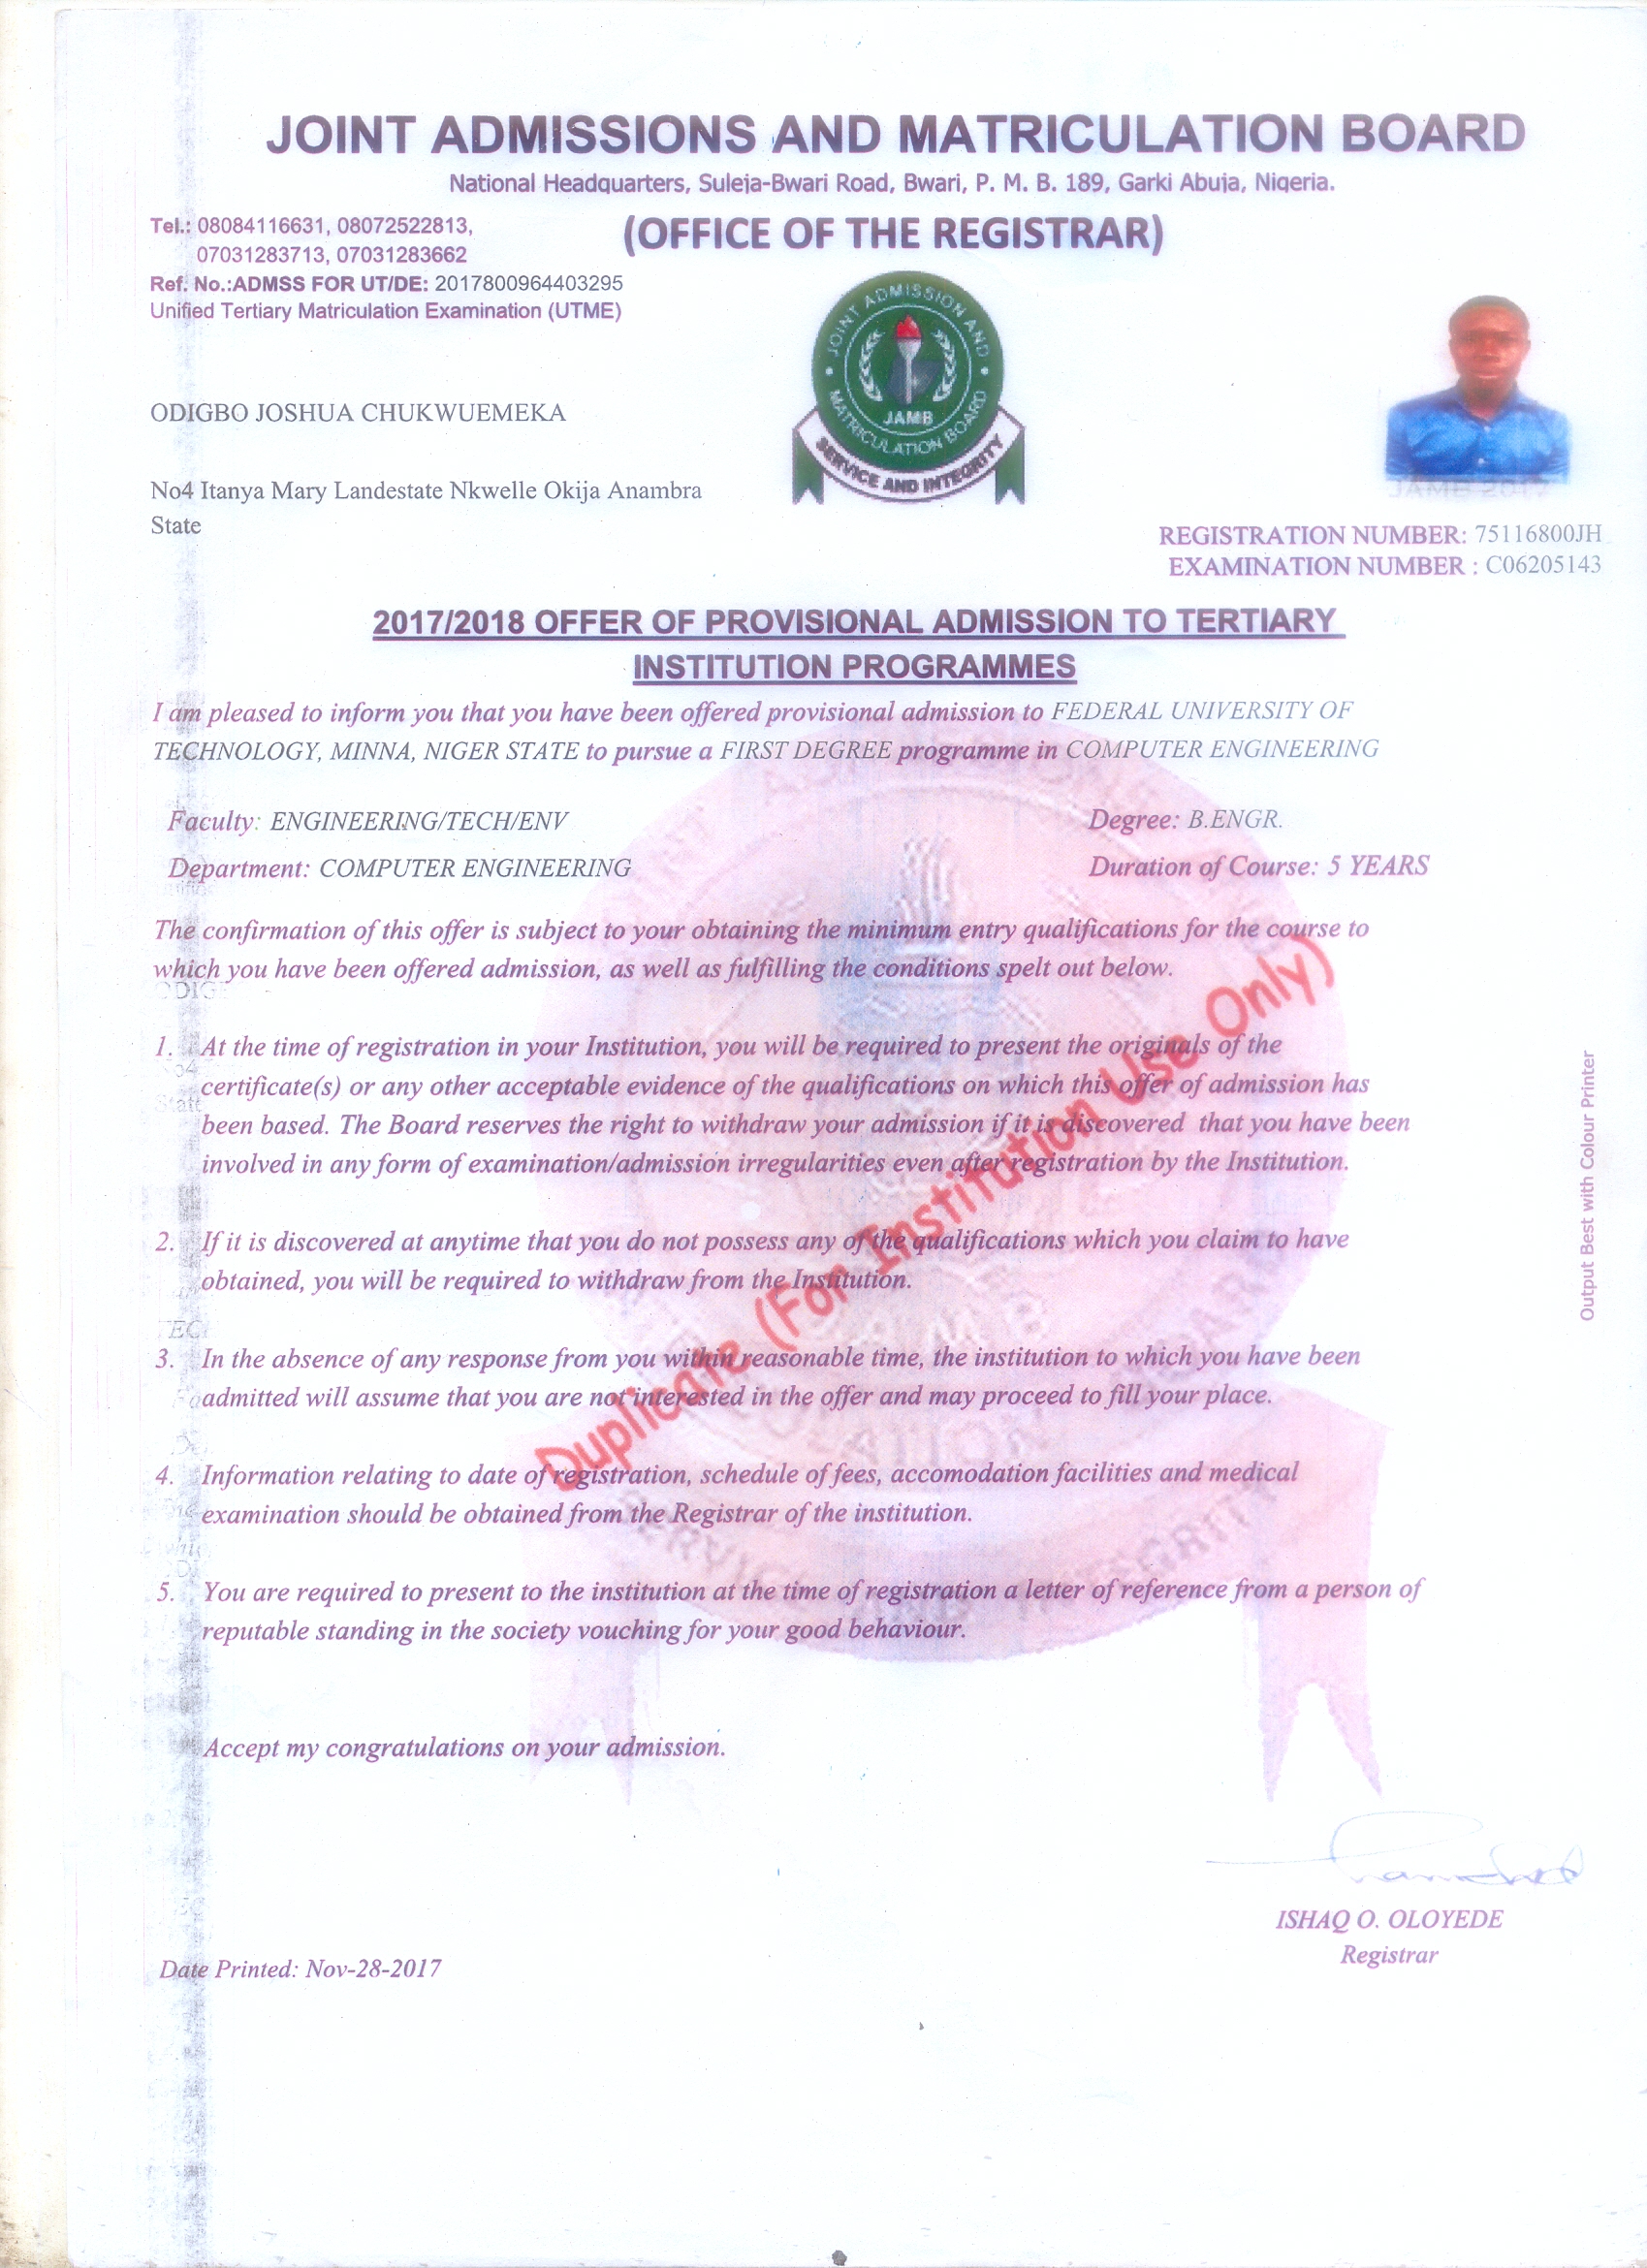 JOINT ADMISSIONS AND MATRICULATION BOARD
National Headquarters, Suleja-Bwari Road, Bwari, P. M. B. 189, Garki Abuja, Nigeria.
(OFFICE OF THE REGISTRAR)
Tel.: 08084116631, 08072522813,
07031283713, 07031283662
Ref. No.:ADMSS FOR UT/DE: 2017800964403295
Unified Tertiary Matriculation Examination (UTME)
JOINT ADMISSION AND
MATRICULATION BOARD
JAMB
SERVICE AND INTEGRITY
JAMB 2017
ODIGBO JOSHUA CHUKWUEMEKA
No4 Itanya Mary Landestate Nkwelle Okija Anambra
State
REGISTRATION NUMBER: 75116800JH
EXAMINATION NUMBER : C06205143
2017/2018 OFFER OF PROVISIONAL ADMISSION TO TERTIARY
INSTITUTION PROGRAMMES
I am pleased to inform you that you have been offered provisional admission to FEDERAL UNIVERSITY OF
TECHNOLOGY, MINNA, NIGER STATE to pursue a FIRST DEGREE programme in COMPUTER ENGINEERING
Faculty: ENGINEERING/TECH/ENV
Degree: B.ENGR.
Department: COMPUTER ENGINEERING
Duration of Course: 5 YEARS
The confirmation of this offer is subject to your obtaining the minimum entry qualifications for the course to
which you have been offered admission, as well as fulfilling the conditions spelt out below.
1. At the time of registration in your Institution, you will be required to present the originals of the
certificate(s) or any other acceptable evidence of the qualifications on which this offer of admission has
been based. The Board reserves the right to withdraw your admission if it is discovered that you have been
involved in any form of examination/admission irregularities even after registration by the Institution.
2. If it is discovered at anytime that you do not possess any of the qualifications which you claim to have
obtained, you will be required to withdraw from the Institution.
3. In the absence of any response from you within reasonable time, the institution to which you have been
admitted will assume that you are not interested in the offer and may proceed to fill your place.
4. Information relating to date of registration, schedule of fees, accomodation facilities and medical
examination should be obtained from the Registrar of the institution.
5. You are required to present to the institution at the time of registration a letter of reference from a person of
reputable standing in the society vouching for your good behaviour.
Duplicate (For Institution Use Only)
Output Best with Colour Printer
Accept my congratulations on your admission.
ISHAQ O. OLOYEDE
Registrar
Date Printed: Nov-28-2017